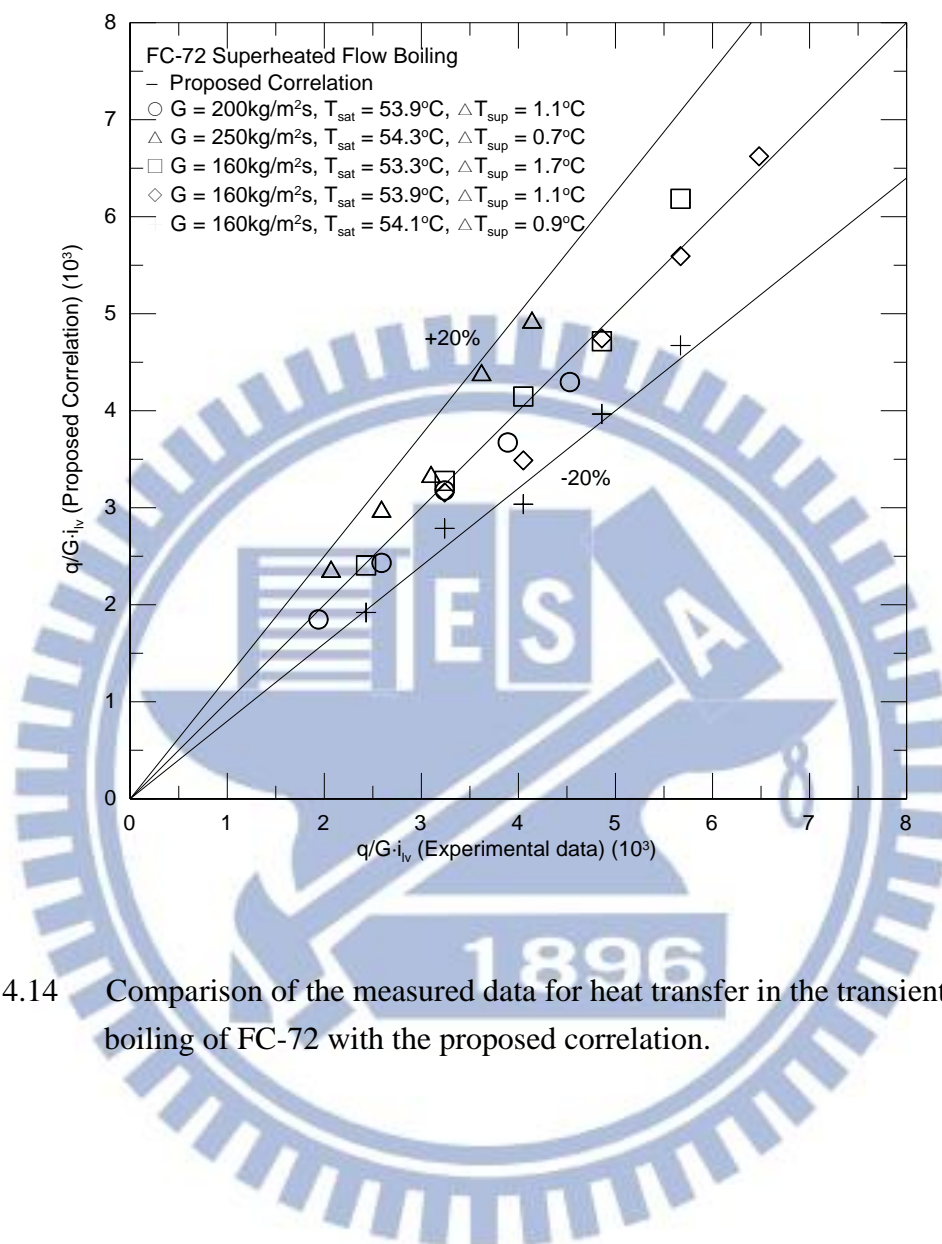 8
7
6
5
4
3
2
1
0
0 1 2 3 4 5 6 7 8
q/G·i_lv (Proposed Correlation) (10³)
q/G·i_lv (Experimental data) (10³)
FC-72 Superheated Flow Boiling
– Proposed Correlation
○ G = 200kg/m²s, T_sat = 53.9°C, △T_sup = 1.1°C
△ G = 250kg/m²s, T_sat = 54.3°C, △T_sup = 0.7°C
□ G = 160kg/m²s, T_sat = 53.3°C, △T_sup = 1.7°C
◇ G = 160kg/m²s, T_sat = 53.9°C, △T_sup = 1.1°C
+ G = 160kg/m²s, T_sat = 54.1°C, △T_sup = 0.9°C
+20%
-20%
ESA
8
1896
4.14 Comparison of the measured data for heat transfer in the transient
boiling of FC-72 with the proposed correlation.